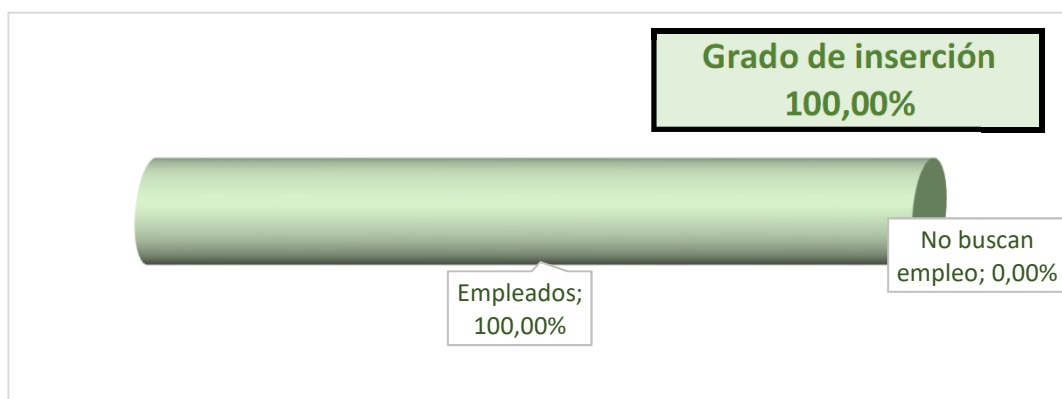 Grado de inserción
100,00%
No buscan
empleo; 0,00%
Empleados;
100,00%